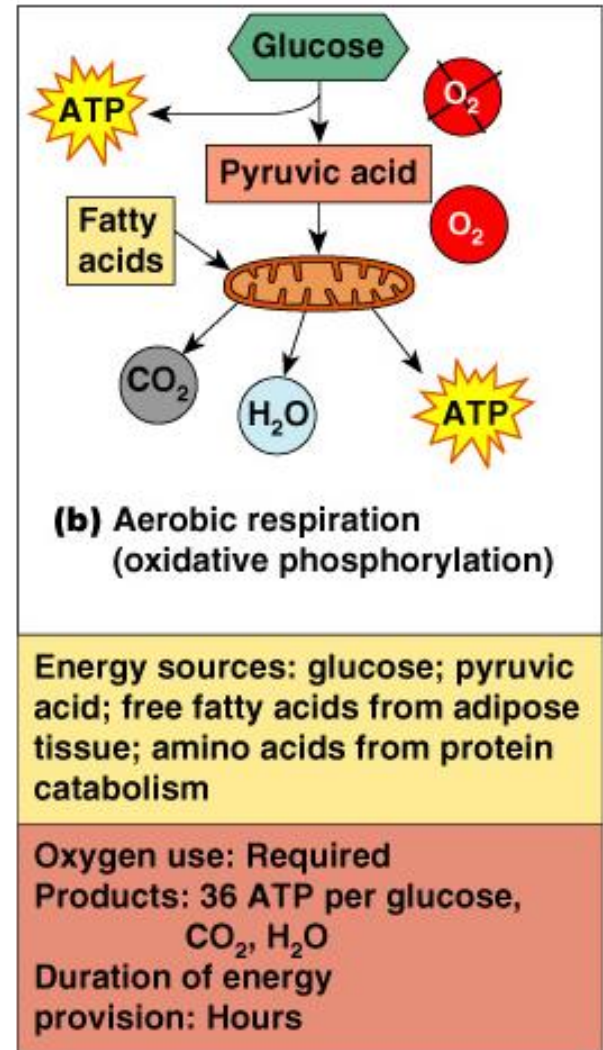 Glucose
O₂
ATP
Pyruvic acid
O₂
Fatty
acids
CO₂
H₂O
ATP
(b) Aerobic respiration
(oxidative phosphorylation)
Energy sources: glucose; pyruvic
acid; free fatty acids from adipose
tissue; amino acids from protein
catabolism
Oxygen use: Required
Products: 36 ATP per glucose,
CO₂, H₂O
Duration of energy
provision: Hours